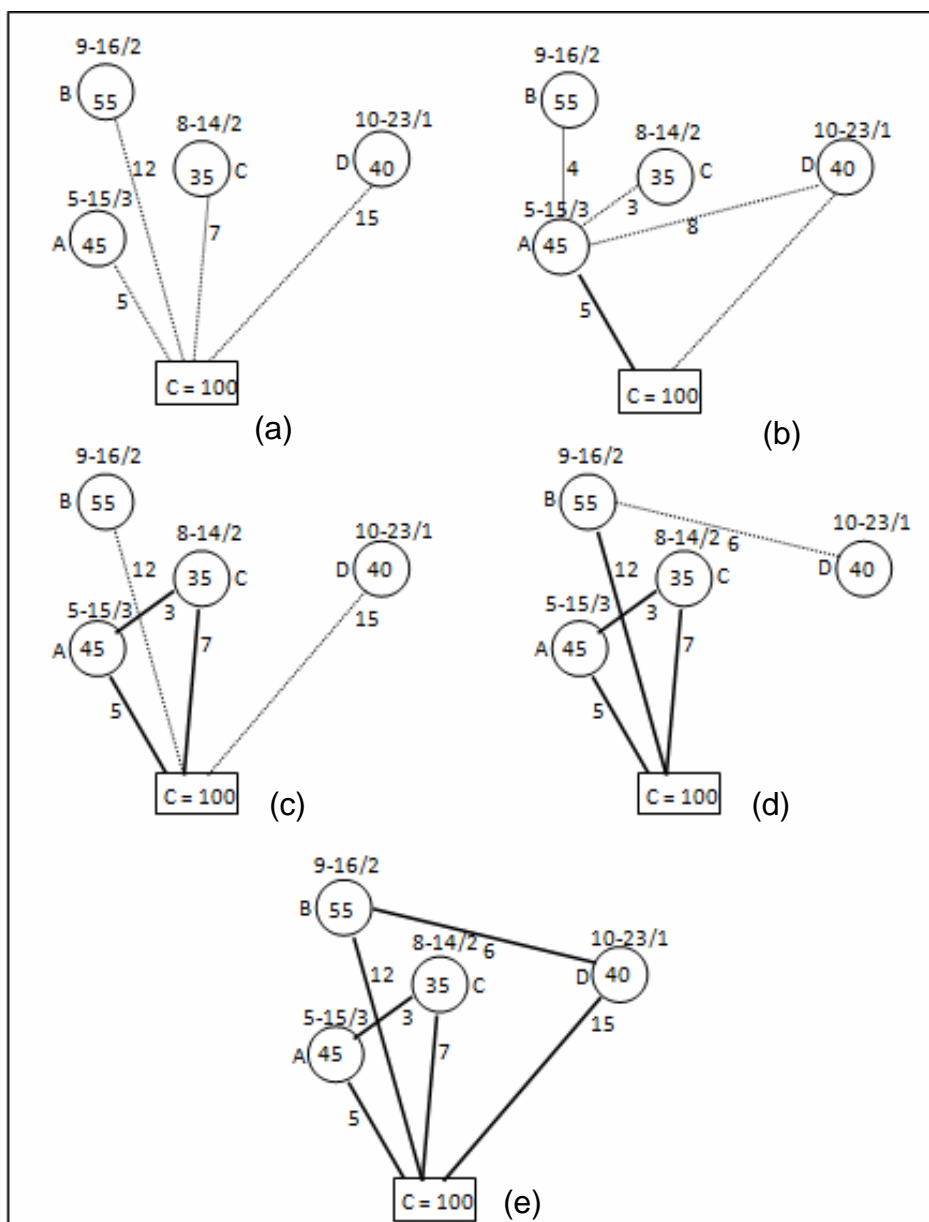 9-16/2
B 55
8-14/2
10-23/1
12
35 C
D 40
5-15/3
15
A 45
7
5
C = 100
(a)
9-16/2
B 55
8-14/2
10-23/1
4
35 C
D 40
5-15/3
3
8
A 45
5
C = 100
(b)
9-16/2
B 55
8-14/2
10-23/1
12
35 C
D 40
5-15/3
3
15
A 45
7
5
C = 100
(c)
9-16/2
B 55
8-14/2
6
10-23/1
12
35 C
D 40
5-15/3
3
A 45
7
5
C = 100
(d)
9-16/2
B 55
8-14/2
6
10-23/1
12
35 C
D 40
5-15/3
3
15
A 45
7
5
C = 100
(e)